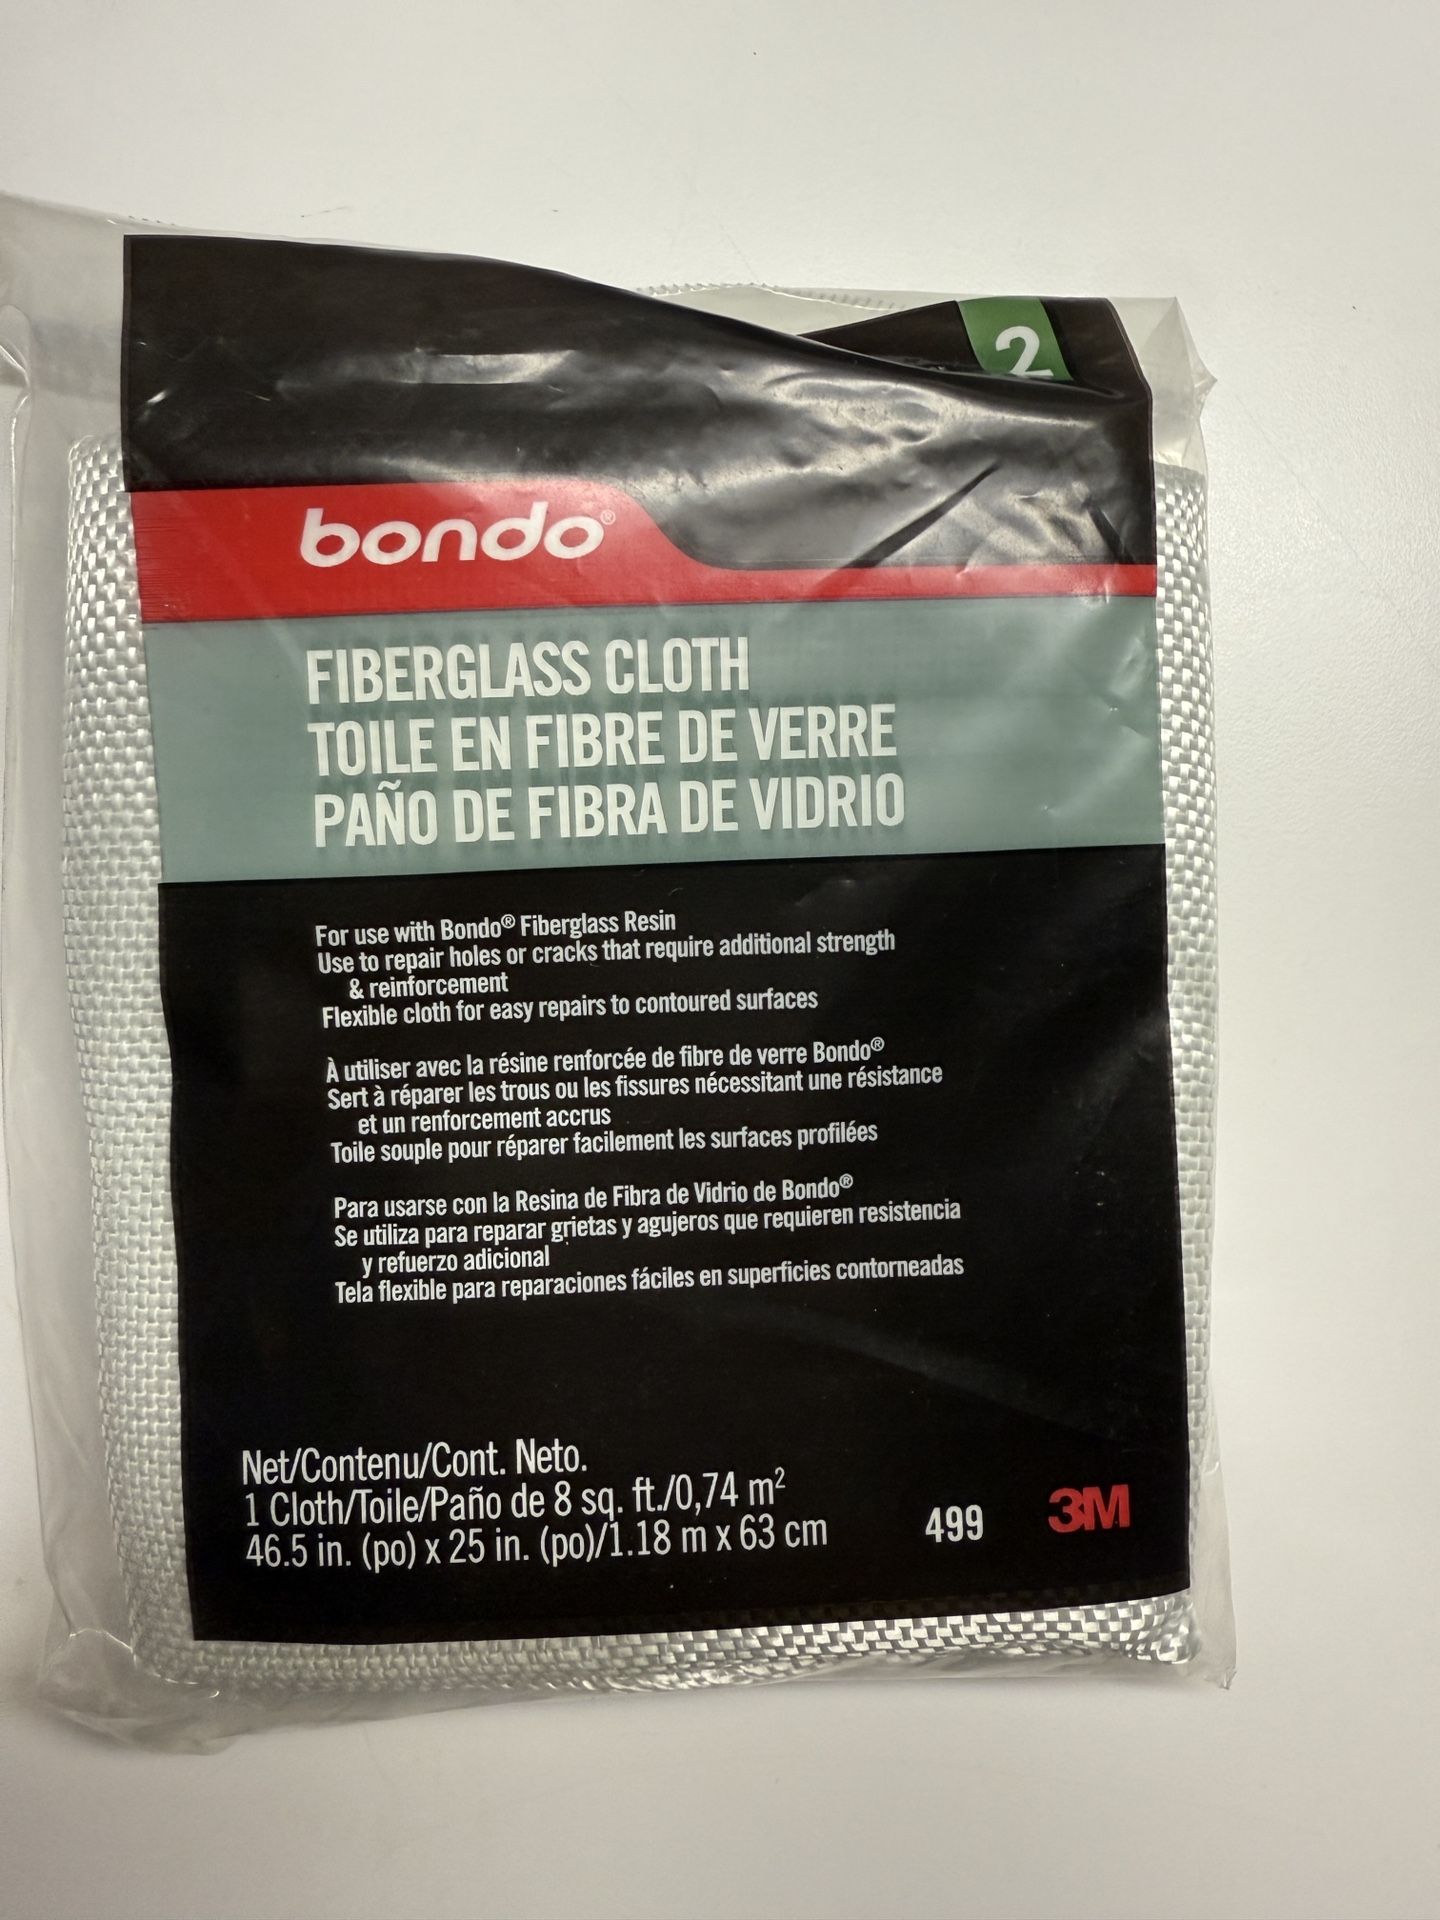 2
bondo®
FIBERGLASS CLOTH
TOILE EN FIBRE DE VERRE
PAÑO DE FIBRA DE VIDRIO
For use with Bondo® Fiberglass Resin
Use to repair holes or cracks that require additional strength
& reinforcement
Flexible cloth for easy repairs to contoured surfaces
À utiliser avec la résine renforcée de fibre de verre Bondo®
Sert à réparer les trous ou les fissures nécessitant une résistance
et un renforcement accrus
Toile souple pour réparer facilement les surfaces profilées
Para usarse con la Resina de Fibra de Vidrio de Bondo®
Se utiliza para reparar grietas y agujeros que requieren resistencia
y refuerzo adicional
Tela flexible para reparaciones fáciles en superficies contorneadas
Net/Contenu/Cont. Neto.
1 Cloth/Toile/Paño de 8 sq. ft./0,74 m²
46.5 in. (po) x 25 in. (po)/1.18 m x 63 cm
499
3M